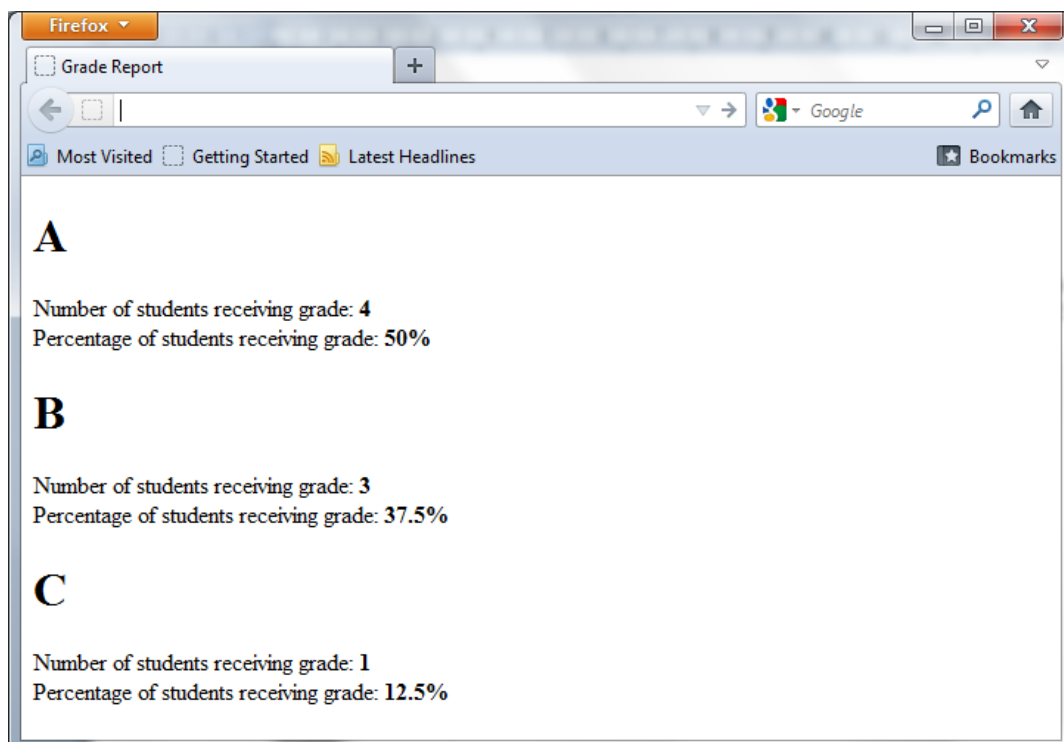 Firefox
Grade Report
Google
Most Visited Getting Started Latest Headlines Bookmarks
A
Number of students receiving grade: 4
Percentage of students receiving grade: 50%
B
Number of students receiving grade: 3
Percentage of students receiving grade: 37.5%
C
Number of students receiving grade: 1
Percentage of students receiving grade: 12.5%